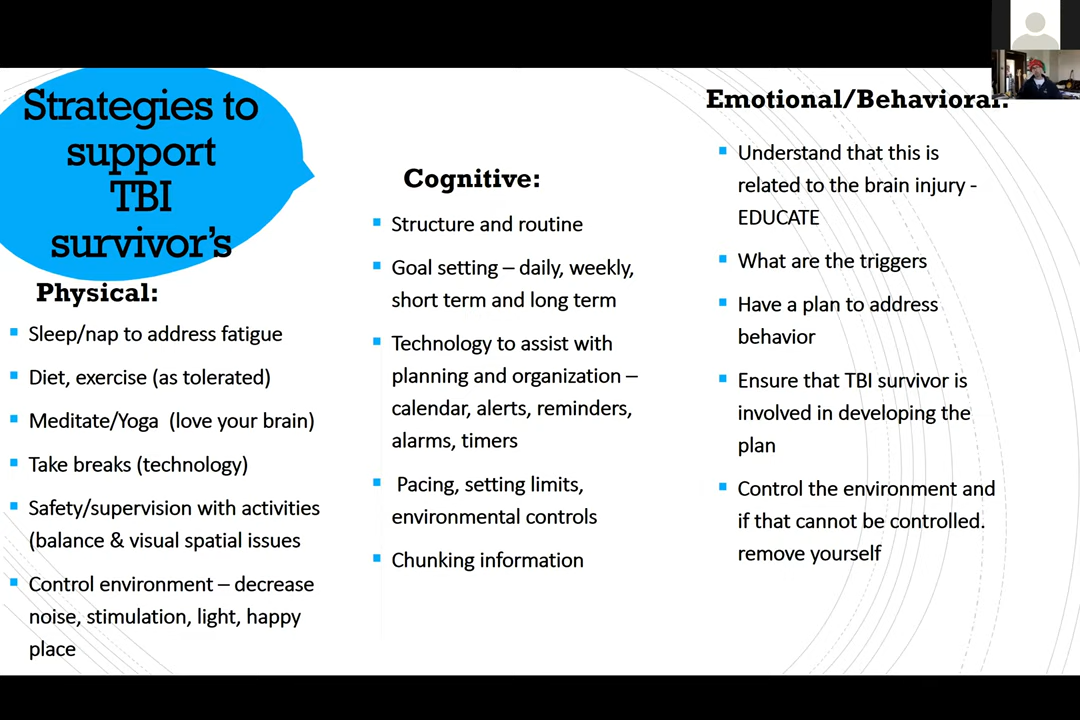 Strategies to
support
TBI
survivor's
Physical:
Sleep/nap to address fatigue
Diet, exercise (as tolerated)
Meditate/Yoga (love your brain)
Take breaks (technology)
Safety/supervision with activities
(balance & visual spatial issues
Control environment – decrease
noise, stimulation, light, happy
place
Cognitive:
Structure and routine
Goal setting – daily, weekly,
short term and long term
Technology to assist with
planning and organization –
calendar, alerts, reminders,
alarms, timers
Pacing, setting limits,
environmental controls
Chunking information
Emotional/Behavioral:
Understand that this is
related to the brain injury -
EDUCATE
What are the triggers
Have a plan to address
behavior
Ensure that TBI survivor is
involved in developing the
plan
Control the environment and
if that cannot be controlled.
remove yourself